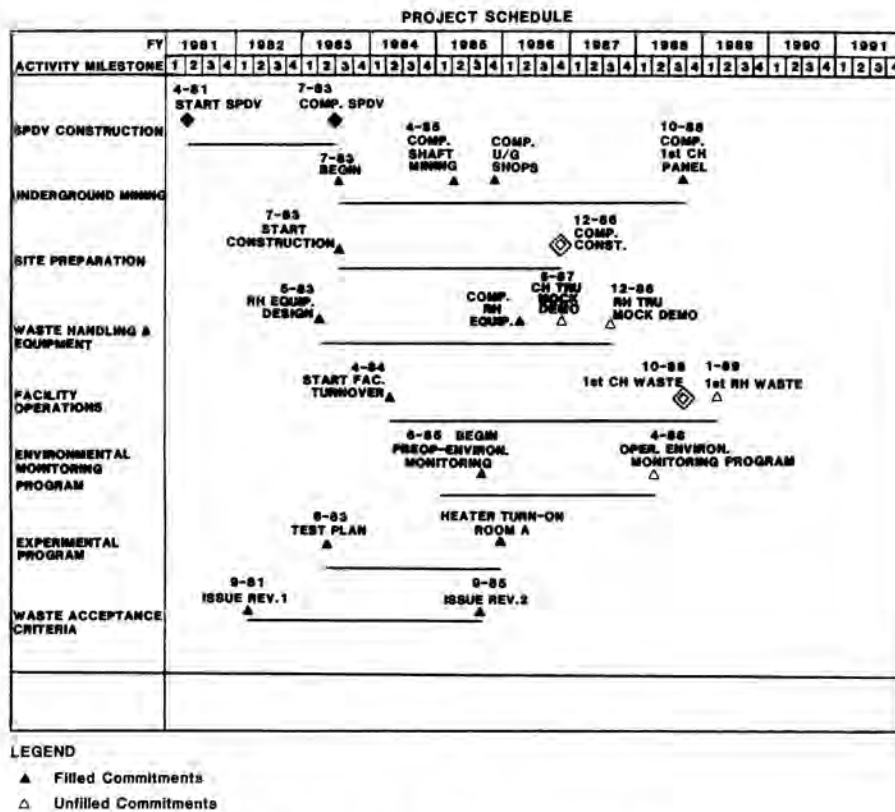 PROJECT SCHEDULE
FY 1981 1982 1983 1984 1985 1986 1987 1988 1989 1990 1991
ACTIVITY MILESTONE 1 2 3 4 1 2 3 4 1 2 3 4 1 2 3 4 1 2 3 4 1 2 3 4 1 2 3 4 1 2 3 4 1 2 3 4 1 2 3 4 1 2 3 4
4-81
START SPDV
7-83
COMP. SPDV
SPDV CONSTRUCTION
7-83
BEGIN
4-85
COMP.
SHAFT
MINING
COMP.
U/G
SHOPS
10-88
COMP.
1st CH
PANEL
UNDERGROUND MINING
7-83
START
CONSTRUCTION
12-86
COMP.
CONST.
SITE PREPARATION
5-83
RH EQUIP.
DESIGN
COMP.
RH
EQUIP.
CH TRU
MOCK
DEMO
12-86
RH TRU
MOCK DEMO
WASTE HANDLING &
EQUIPMENT
4-84
START FAC.
TURNOVER
10-88
1st CH WASTE
1-89
1st RH WASTE
FACILITY
OPERATIONS
6-85 BEGIN
PREOP-ENVIRON.
MONITORING
4-88
OPER. ENVIRON.
MONITORING PROGRAM
ENVIRONMENTAL
MONITORING
PROGRAM
6-83
TEST PLAN
HEATER TURN-ON
ROOM A
EXPERIMENTAL
PROGRAM
9-81
ISSUE REV.1
9-85
ISSUE REV.2
WASTE ACCEPTANCE
CRITERIA
LEGEND
▲ Filled Commitments
△ Unfilled Commitments